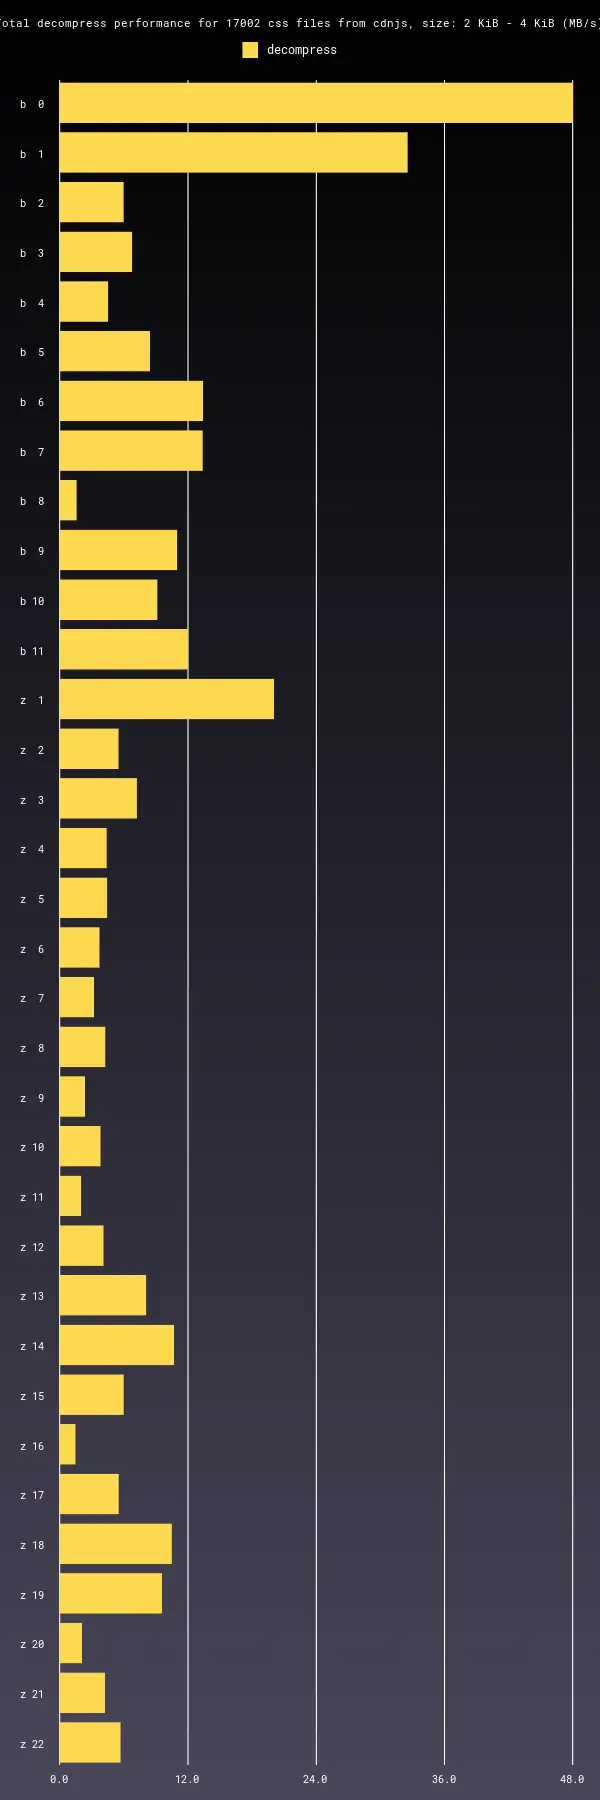 otal decompress performance for 17002 css files from cdnjs, size: 2 KiB - 4 KiB (MB/s)
decompress
b 0
b 1
b 2
b 3
b 4
b 5
b 6
b 7
b 8
b 9
b 10
b 11
z 1
z 2
z 3
z 4
z 5
z 6
z 7
z 8
z 9
z 10
z 11
z 12
z 13
z 14
z 15
z 16
z 17
z 18
z 19
z 20
z 21
z 22
0.0 12.0 24.0 36.0 48.0